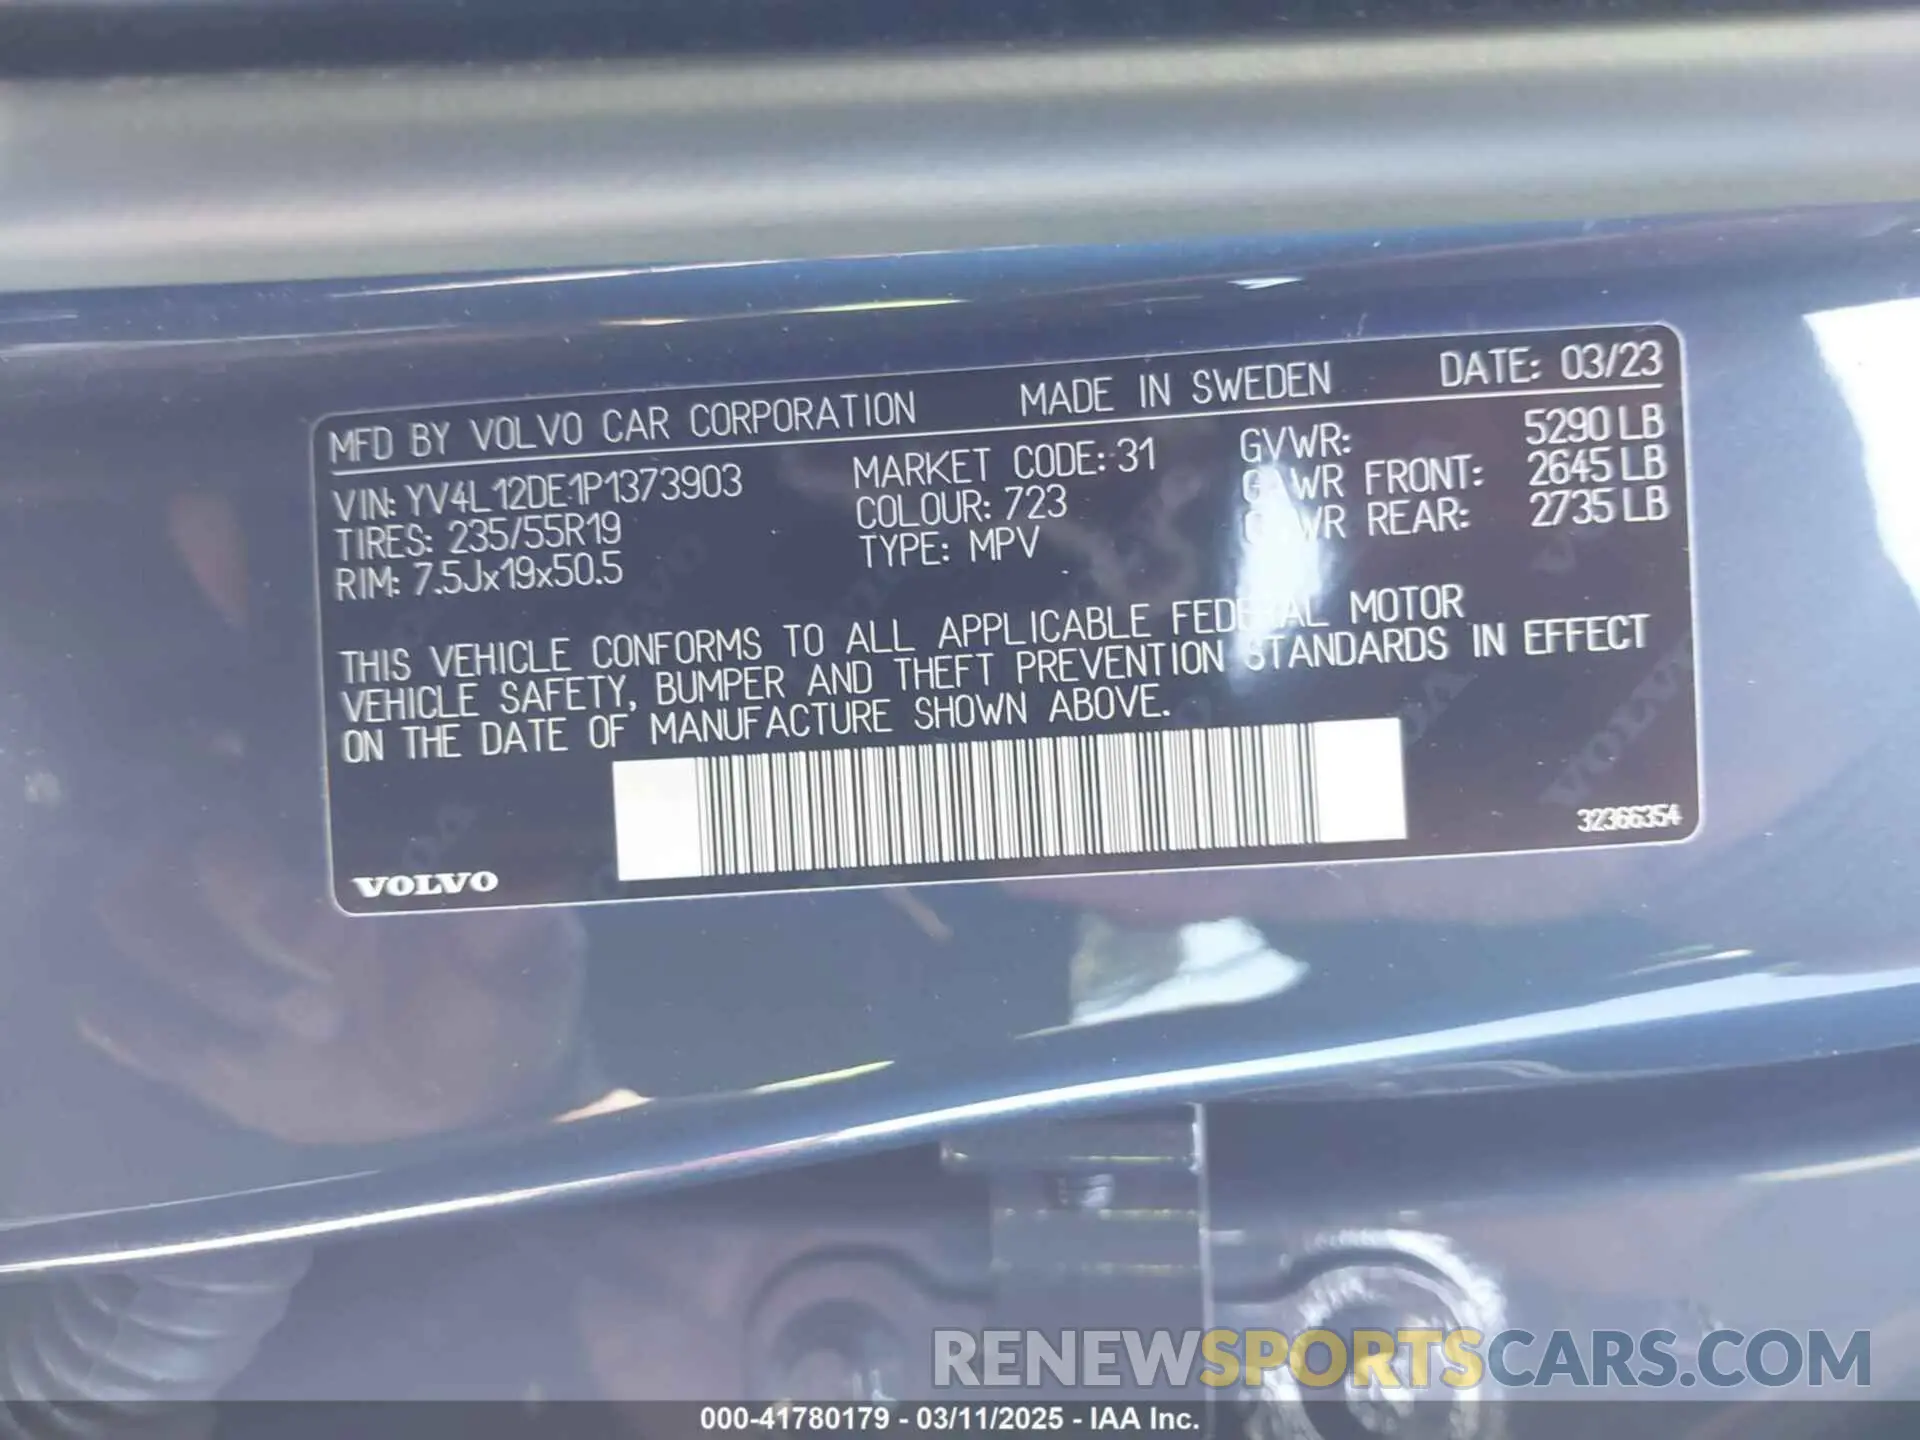 MFD BY VOLVO CAR CORPORATION MADE IN SWEDEN DATE: 03/23
VIN: YV4L12DE1P1373903 MARKET CODE: 31 GVWR: 5290 LB
TIRES: 235/55R19 COLOUR: 723 GAWR FRONT: 2645 LB
RIM: 7.5Jx19x50.5 TYPE: MPV GAWR REAR: 2735 LB
THIS VEHICLE CONFORMS TO ALL APPLICABLE FEDERAL MOTOR
VEHICLE SAFETY, BUMPER AND THEFT PREVENTION STANDARDS IN EFFECT
ON THE DATE OF MANUFACTURE SHOWN ABOVE.
32366354
VOLVO
RENEWSPORTSCARS.COM
000-41780179 - 03/11/2025 - IAA Inc.